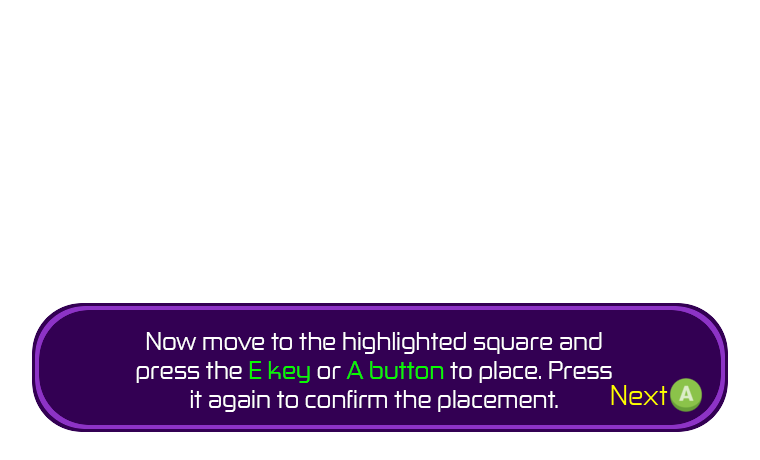 Now move to the highlighted square and
press the E key or A button to place. Press
it again to confirm the placement.
Next A